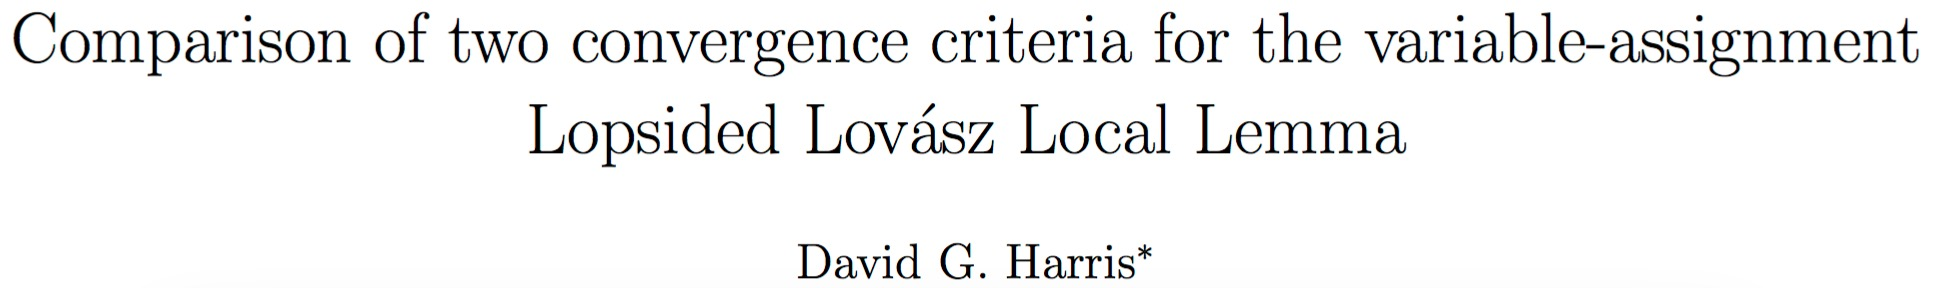 Comparison of two convergence criteria for the variable-assignment
Lopsided Lovász Local Lemma
David G. Harris*